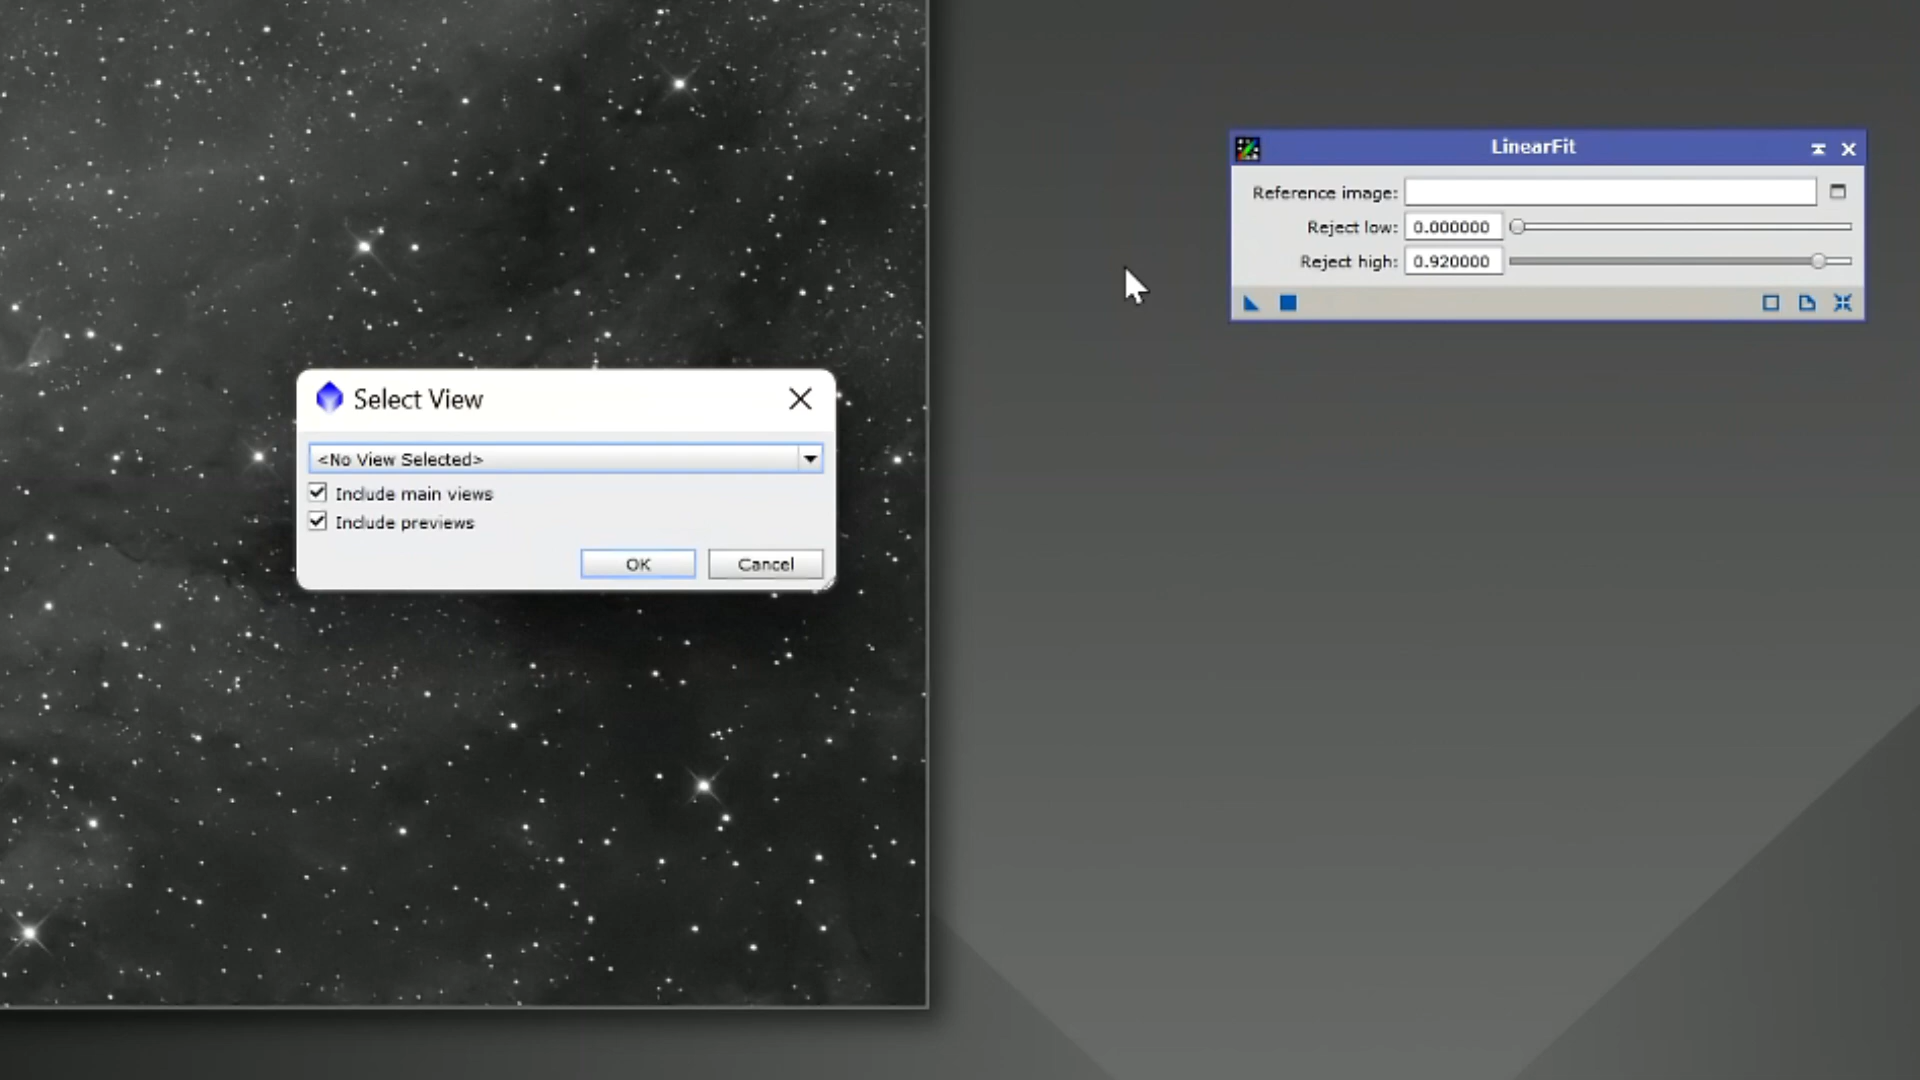 LinearFit
Reference image:
Reject low: 0.000000
Reject high: 0.920000
Select View
<No View Selected>
Include main views
Include previews
OK Cancel